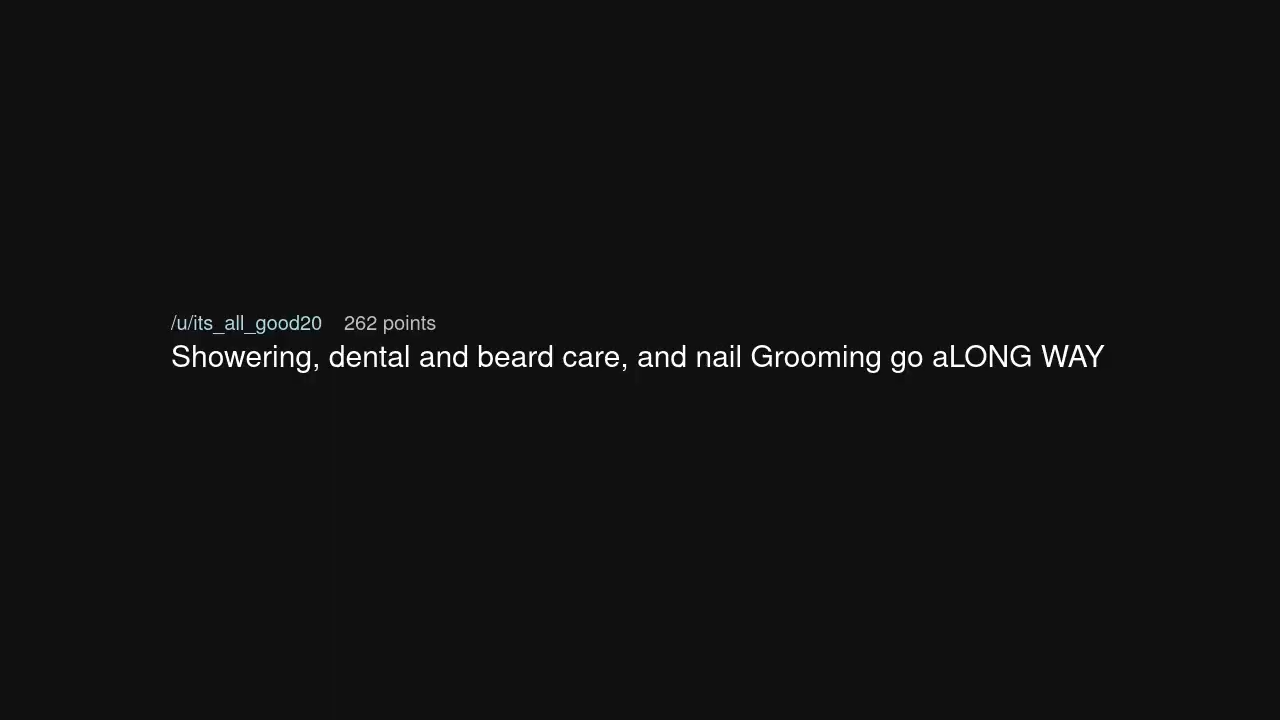 /u/its_all_good20 262 points
Showering, dental and beard care, and nail Grooming go aLONG WAY